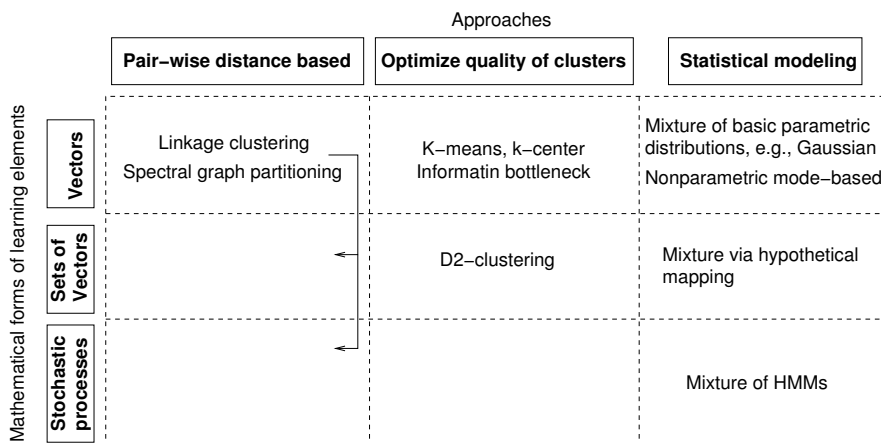 Approaches
Pair−wise distance based
Optimize quality of clusters
Statistical modeling
Mathematical forms of learning elements
Vectors
Linkage clustering
Spectral graph partitioning
K−means, k−center
Informatin bottleneck
Mixture of basic parametric
distributions, e.g., Gaussian
Nonparametric mode−based
Sets of
Vectors
D2−clustering
Mixture via hypothetical
mapping
Stochastic
processes
Mixture of HMMs